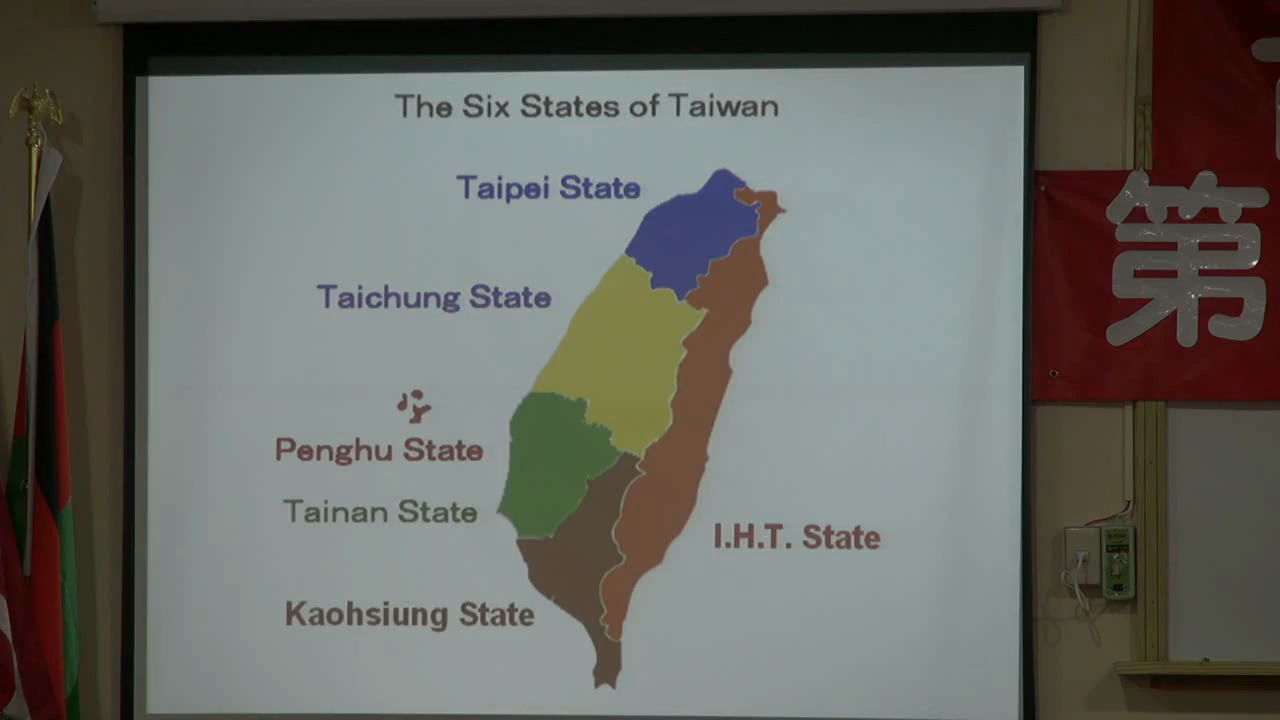 The Six States of Taiwan
Taipei State
Taichung State
Penghu State
Tainan State
I.H.T. State
Kaohsiung State
第